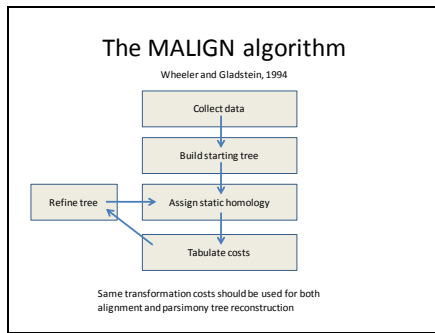 The MALIGN algorithm
Wheeler and Gladstein, 1994
Collect data
Build starting tree
Refine tree
Assign static homology
Tabulate costs
Same transformation costs should be used for both
alignment and parsimony tree reconstruction